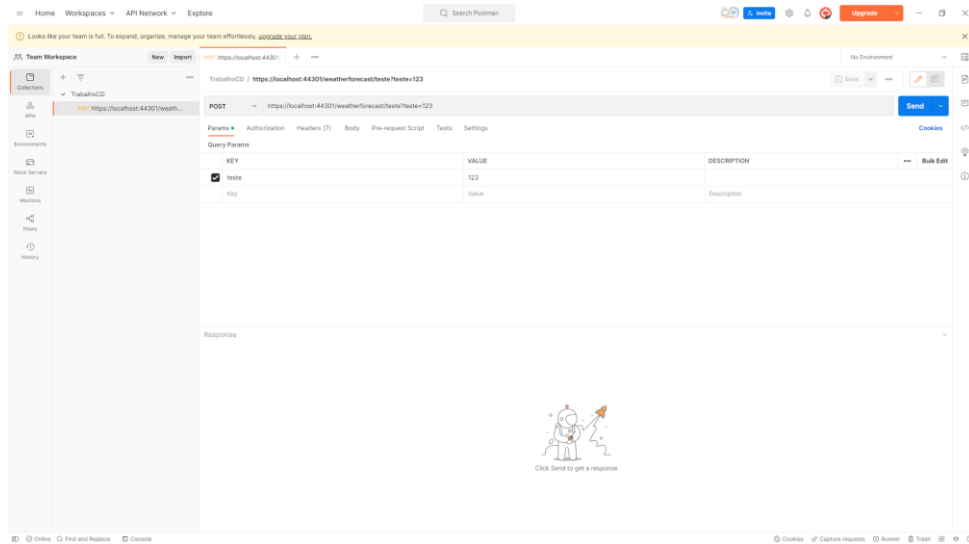 Home Workspaces API Network Explore Search Postman Invite Upgrade
Looks like your team is full. To expand, organize, manage your team effortlessly, upgrade your plan.
Team Workspace New Import POST https://localhost:44301/ No Environment
Collections
APIs
Environments
Mock Servers
Monitors
Flows
History
TrabalhoCD
POST https://localhost:44301/weath...
TrabalhoCD / https://localhost:44301/weatherforecast/teste?teste=123 Save
POST https://localhost:44301/weatherforecast/teste?teste=123 Send
Params Authorization Headers (7) Body Pre-request Script Tests Settings Cookies
Query Params
KEY VALUE DESCRIPTION Bulk Edit
teste 123
Key Value Description
Response
Click Send to get a response
Online Find and Replace Console Cookies Capture requests Runner Trash